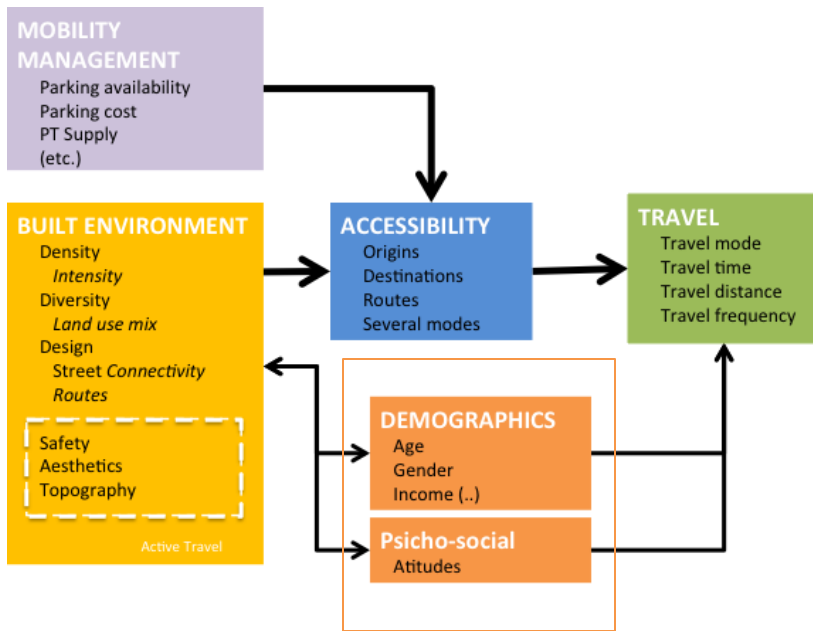 MOBILITY
MANAGEMENT
Parking availability
Parking cost
PT Supply
(etc.)
BUILT ENVIRONMENT
Density
Intensity
Diversity
Land use mix
Design
Street Connectivity
Routes
Safety
Aesthetics
Topography
Active Travel
ACCESSIBILITY
Origins
Destinations
Routes
Several modes
TRAVEL
Travel mode
Travel time
Travel distance
Travel frequency
DEMOGRAPHICS
Age
Gender
Income (..)
Psicho-social
Atitudes